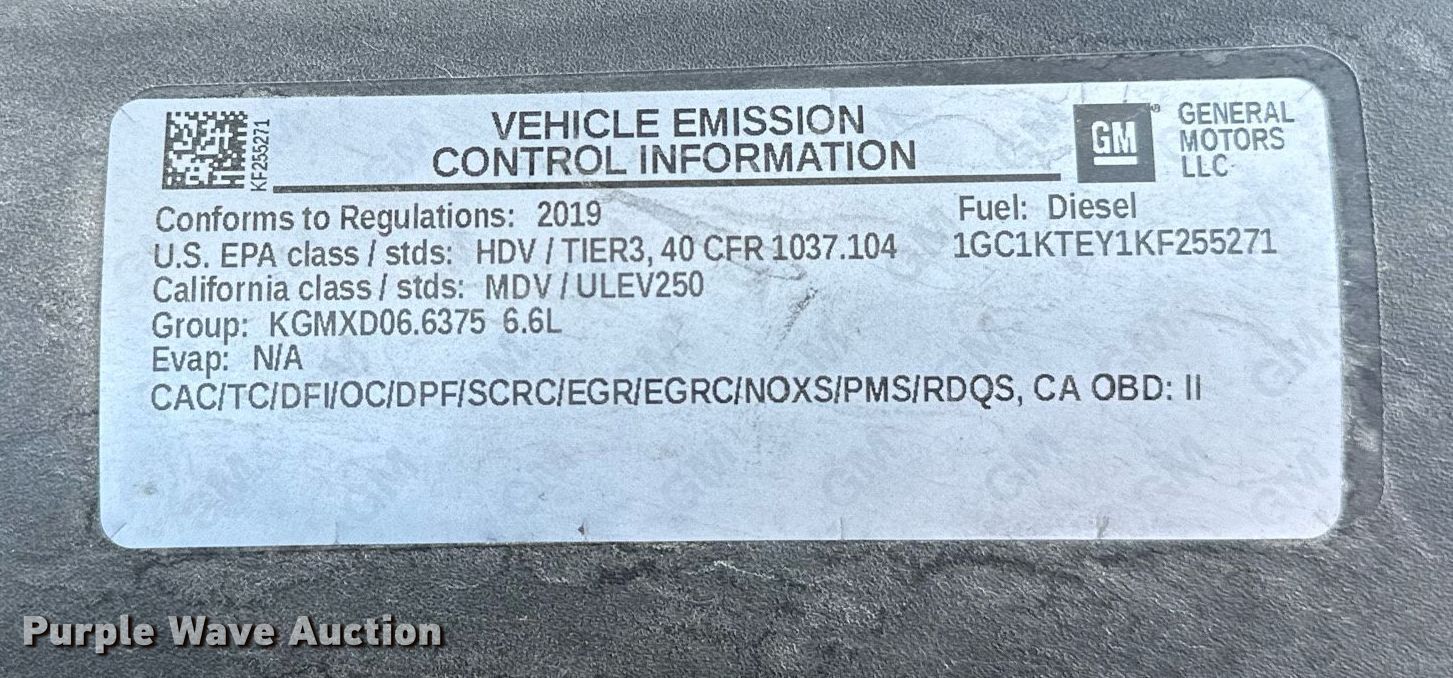 KF255271
VEHICLE EMISSION
CONTROL INFORMATION
GM
®
GENERAL
MOTORS
LLC
Conforms to Regulations: 2019
Fuel: Diesel
U.S. EPA class / stds: HDV / TIER3, 40 CFR 1037.104
1GC1KTEY1KF255271
California class / stds: MDV / ULEV250
Group: KGMXD06.6375 6.6L
Evap: N/A
CAC/TC/DFI/OC/DPF/SCRC/EGR/EGRC/NOXS/PMS/RDQS, CA OBD: II
Purple Wave Auction